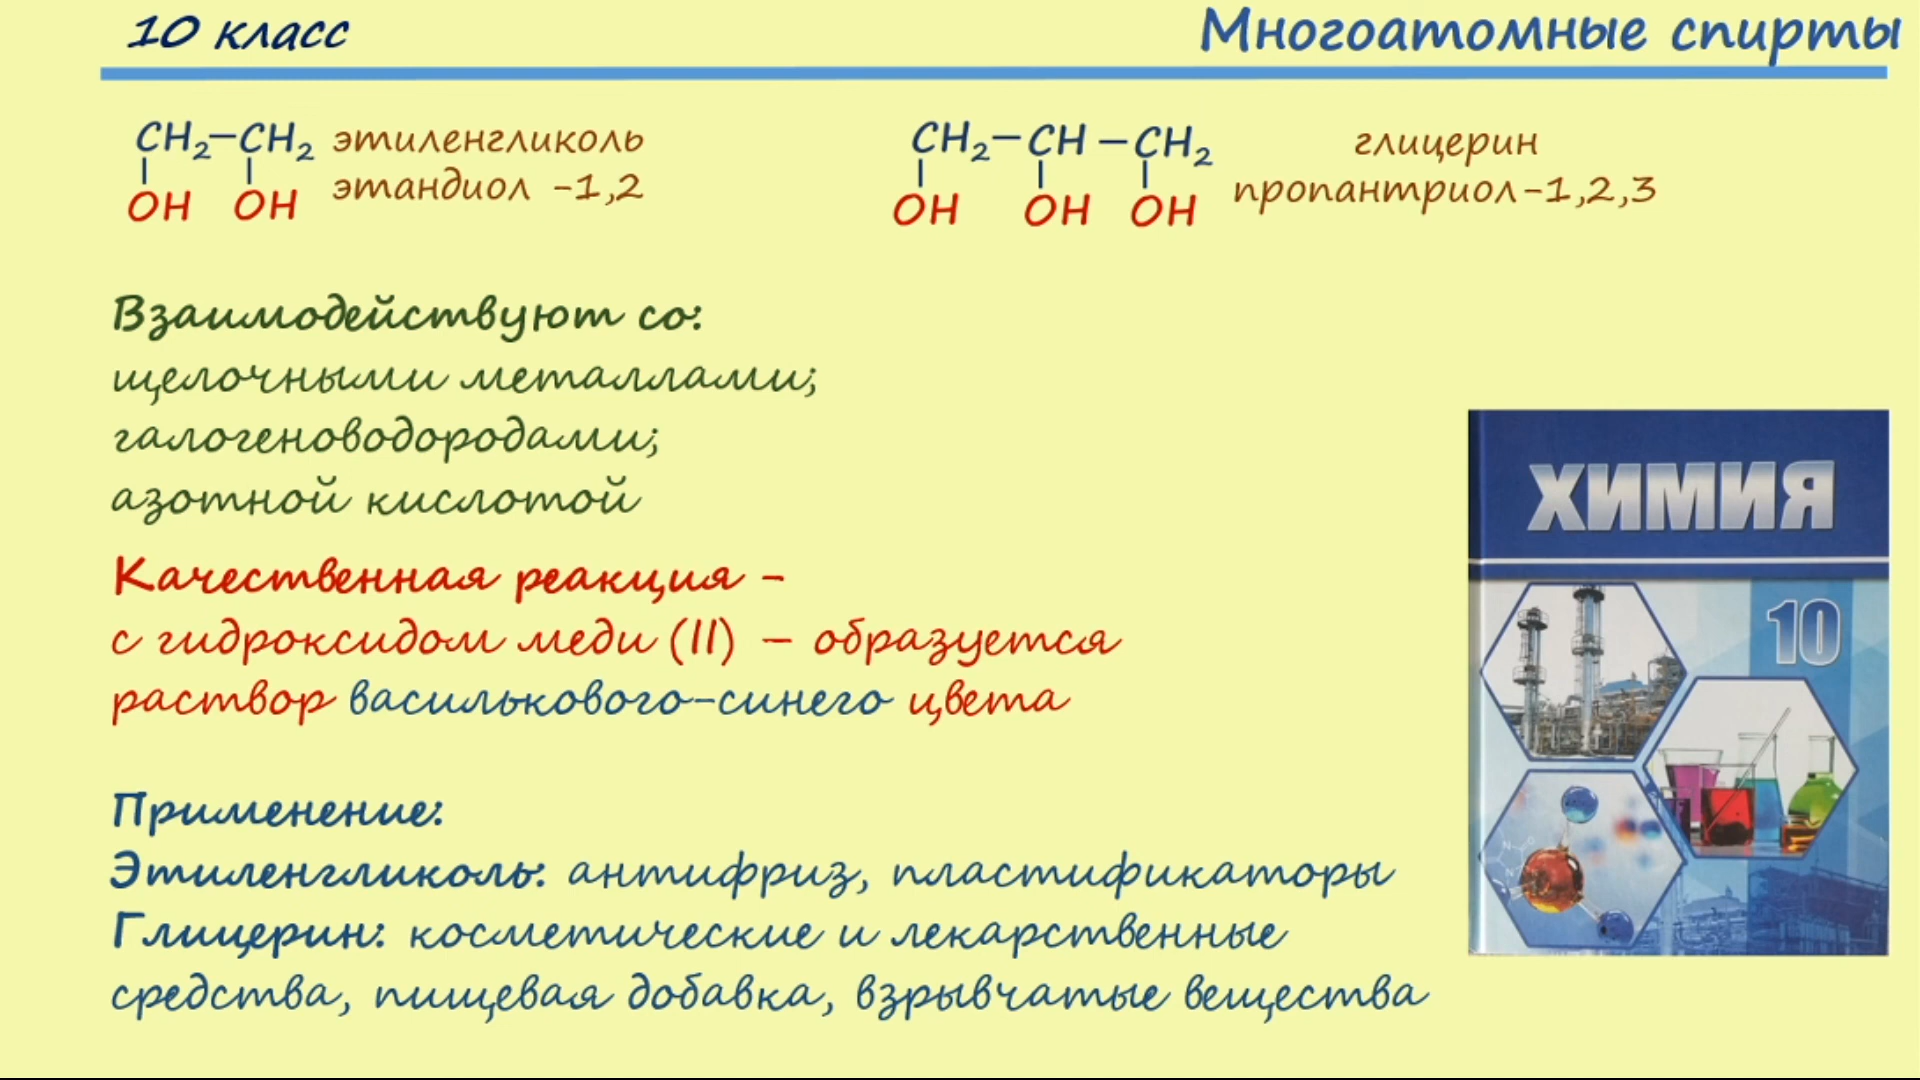 10 класс
Многоатомные спирты
CH₂–CH₂ этиленгликоль
OH OH этандиол -1,2
CH₂–CH–CH₂ глицерин
OH OH OH пропантриол-1,2,3
Взаимодействуют со:
щелочными металлами;
галогеноводородами;
азотной кислотой
Качественная реакция -
с гидроксидом меди (II) – образуется
раствор васильково-синего цвета
Применение:
Этиленгликоль: антифриз, пластификаторы
Глицерин: косметические и лекарственные
средства, пищевая добавка, взрывчатые вещества
ХИМИЯ
10